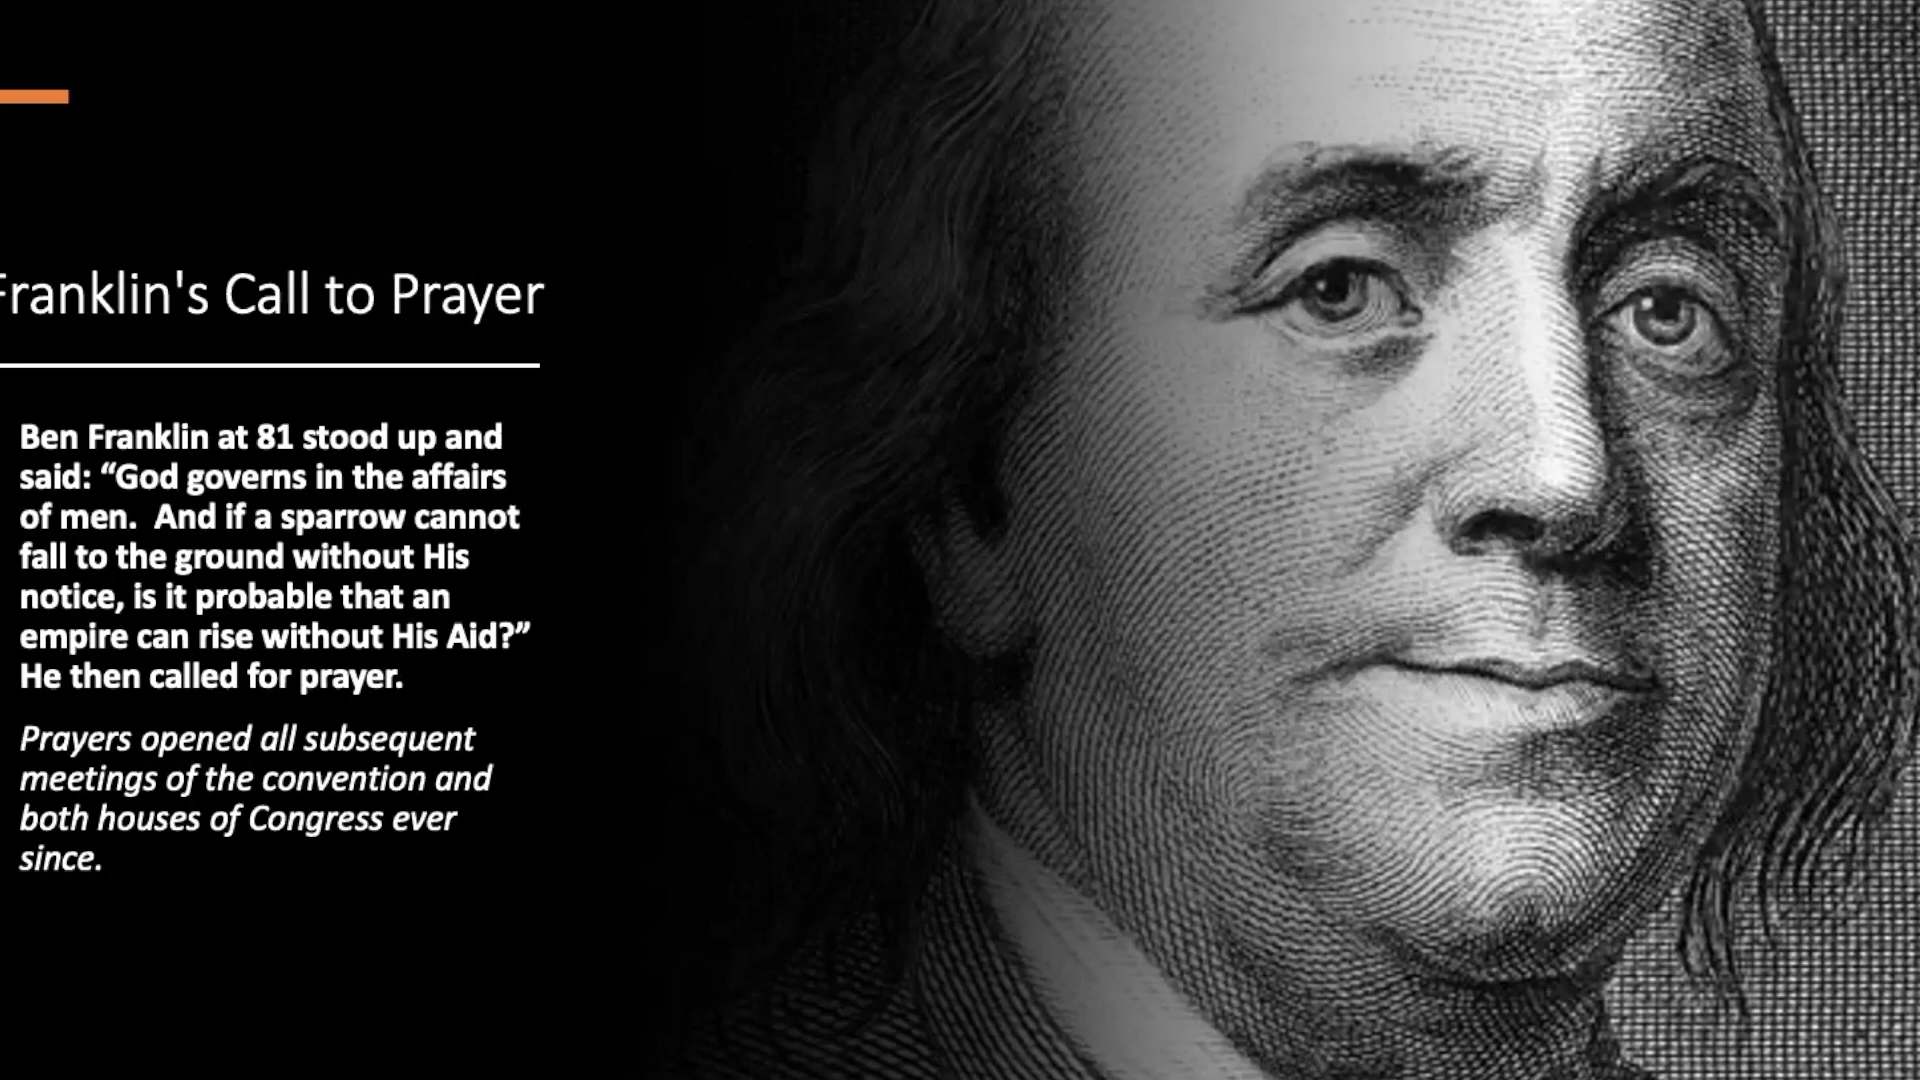 Franklin's Call to Prayer
Ben Franklin at 81 stood up and
said: “God governs in the affairs
of men.  And if a sparrow cannot
fall to the ground without His
notice, is it probable that an
empire can rise without His Aid?”
He then called for prayer.
Prayers opened all subsequent
meetings of the convention and
both houses of Congress ever
since.